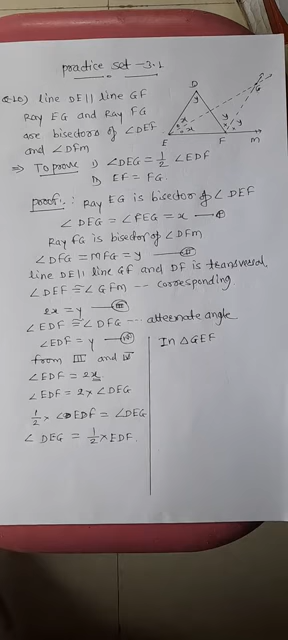 practice set - 3.1
Q.10) line DE || line GF
Ray EG and Ray FG
are bisectors of ∠DEF
and ∠DFM
⇒ To prove i) ∠DEG = 1/2 ∠EDF
ii) EF = FG.
D
y
x
x
y
y
E
F
M
G
proof: : Ray EG is bisector of ∠DEF
∠DEG = ∠FEG = x — I
Ray FG is bisector of ∠DFM
∠DFG = MFG = y — II
line DE || line GF and DF is transversal.
∠DEF ≅ ∠GFM -- corresponding
2x = y — III
∠EDF ≅ ∠DFG --- alternate angle
∠EDF = y — IV
from III and IV
∠EDF = 2x
∠EDF = 2 x ∠DEG
1/2 x ∠EDF = ∠DEG
∠DEG = 1/2 x EDF.
In △GEF